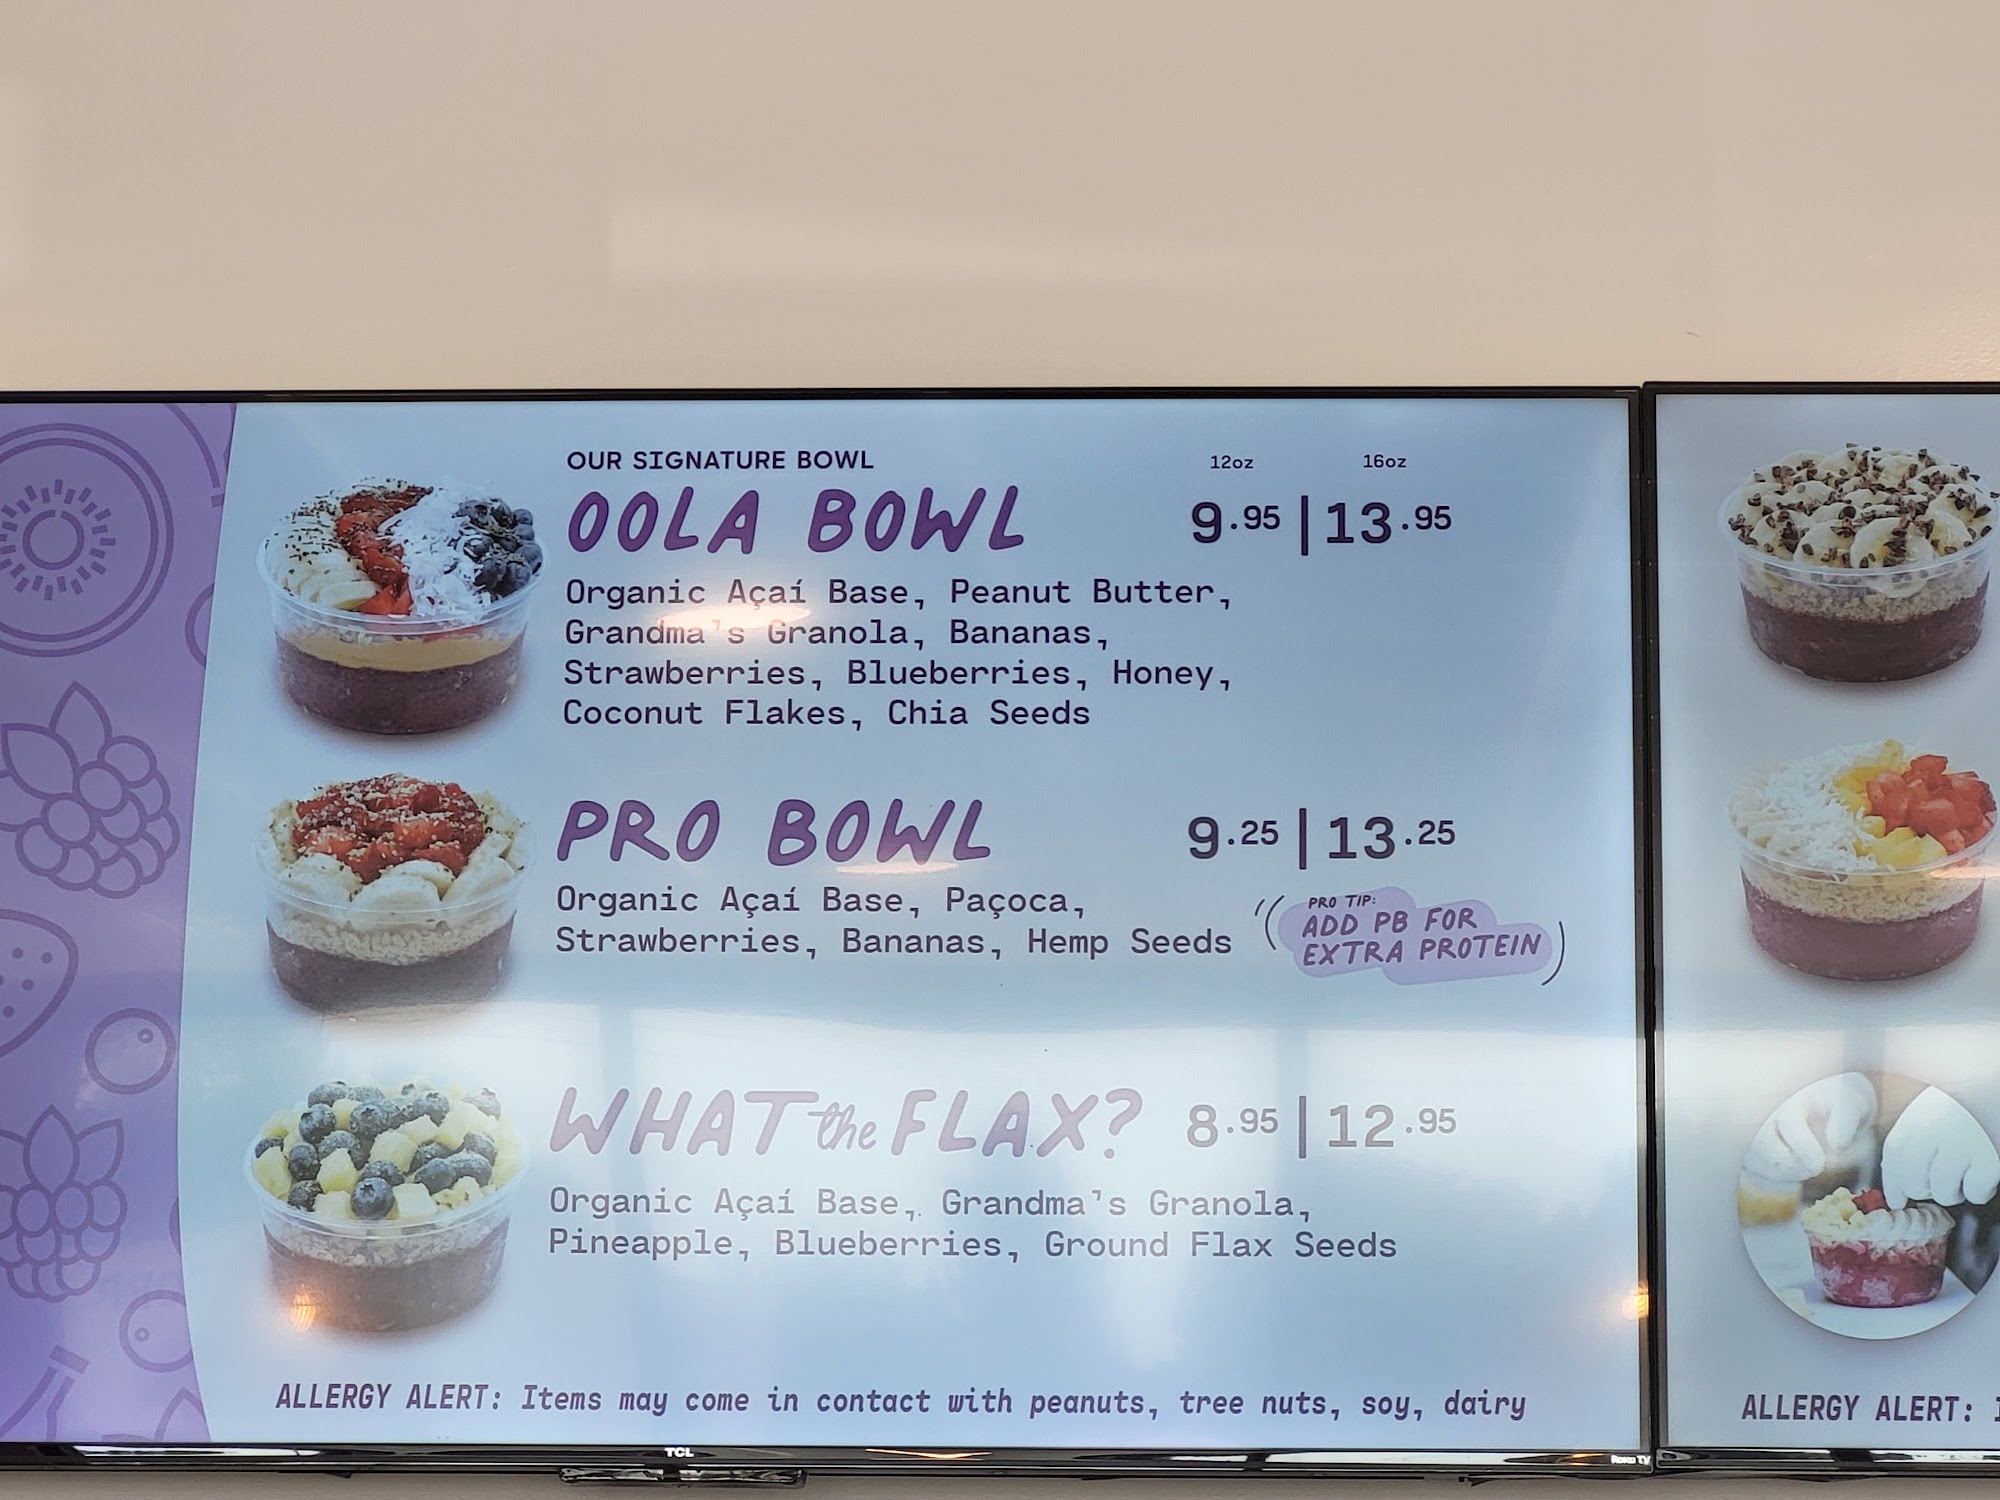 OUR SIGNATURE BOWL
12oz 16oz
OOLA BOWL 9.95 | 13.95
Organic Açaí Base, Peanut Butter,
Grandma's Granola, Bananas,
Strawberries, Blueberries, Honey,
Coconut Flakes, Chia Seeds
PRO BOWL 9.25 | 13.25
Organic Açaí Base, Paçoca,
Strawberries, Bananas, Hemp Seeds
PRO TIP:
ADD PB FOR
EXTRA PROTEIN
WHAT the FLAX? 8.95 | 12.95
Organic Açaí Base, Grandma's Granola,
Pineapple, Blueberries, Ground Flax Seeds
ALLERGY ALERT: Items may come in contact with peanuts, tree nuts, soy, dairy
TCL
Roku TV
ALLERGY ALERT: